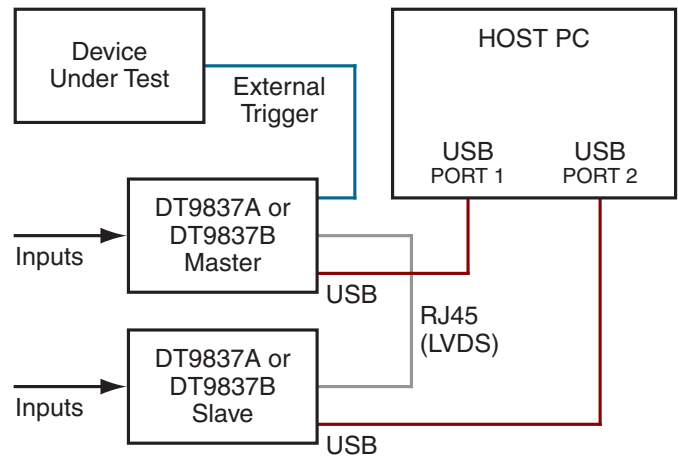 Device
Under Test
External
Trigger
HOST PC
USB
PORT 1
USB
PORT 2
DT9837A or
DT9837B
Master
Inputs
USB
RJ45
(LVDS)
DT9837A or
DT9837B
Slave
Inputs
USB